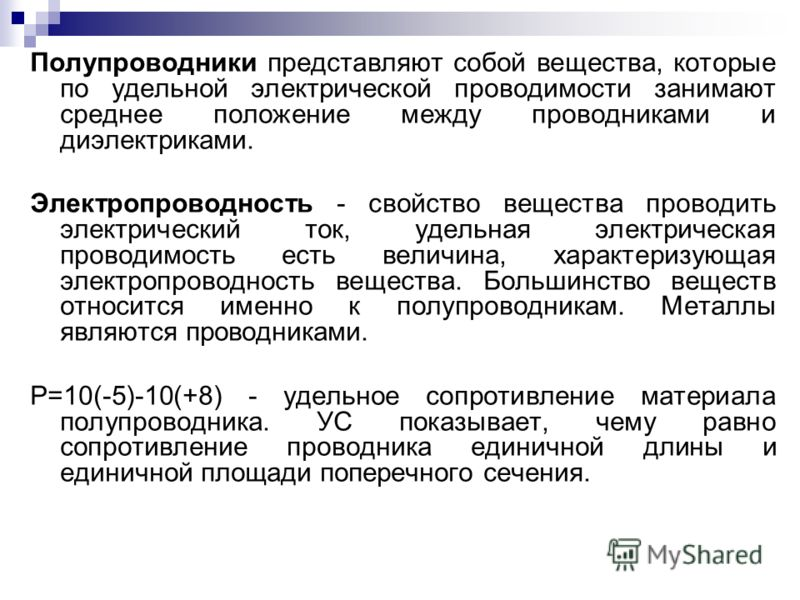 Полупроводники представляют собой вещества, которые
по удельной электрической проводимости занимают
среднее положение между проводниками и
диэлектриками.
Электропроводность - свойство вещества проводить
электрический ток, удельная электрическая
проводимость есть величина, характеризующая
электропроводность вещества. Большинство веществ
относится именно к полупроводникам. Металлы
являются проводниками.
Р=10(-5)-10(+8) - удельное сопротивление материала
полупроводника. УС показывает, чему равно
сопротивление проводника единичной длины и
единичной площади поперечного сечения.
MyShared